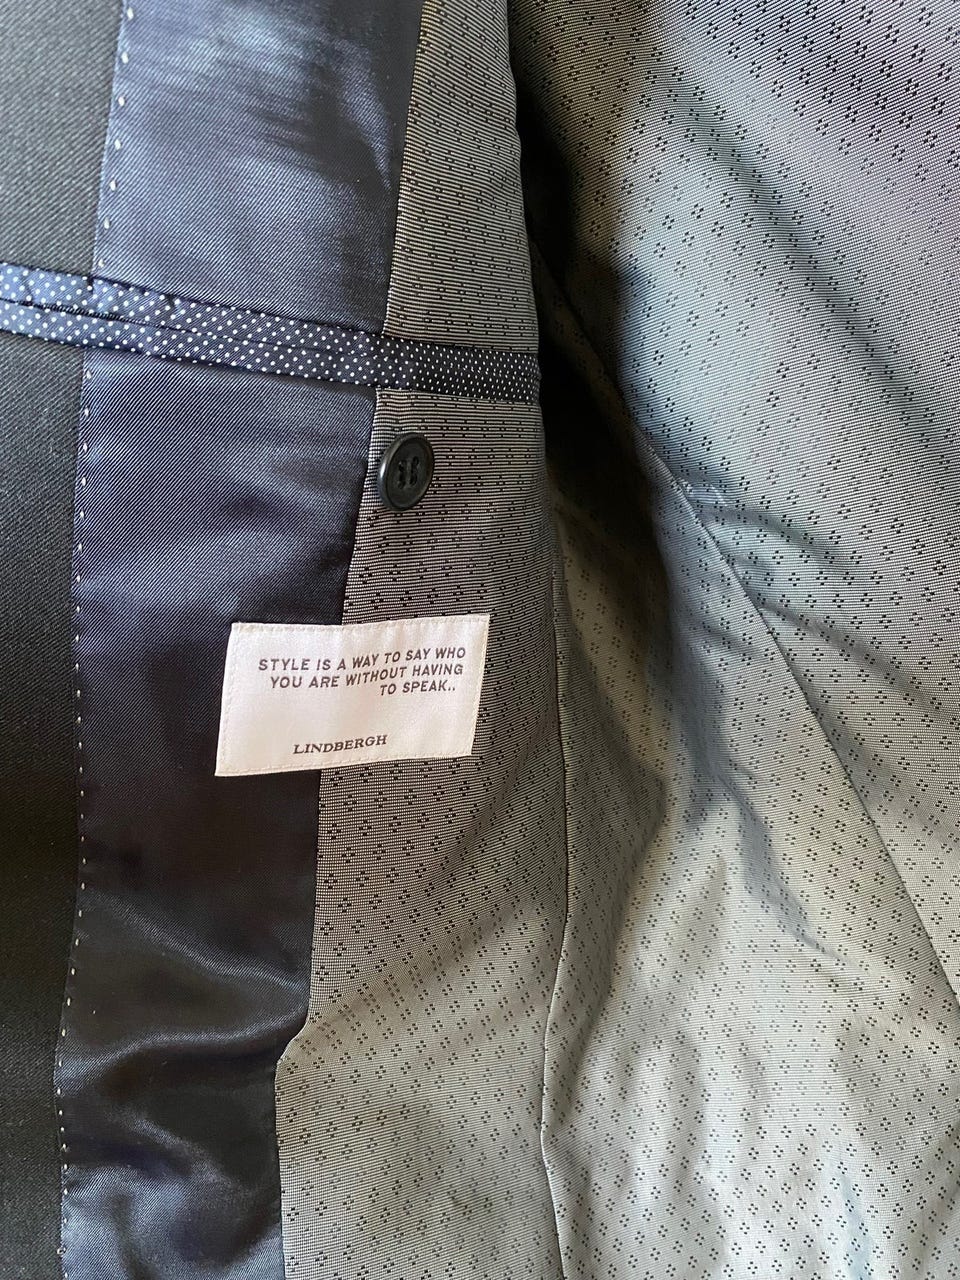 STYLE IS A WAY TO SAY WHO
YOU ARE WITHOUT HAVING
TO SPEAK..
LINDBERGH